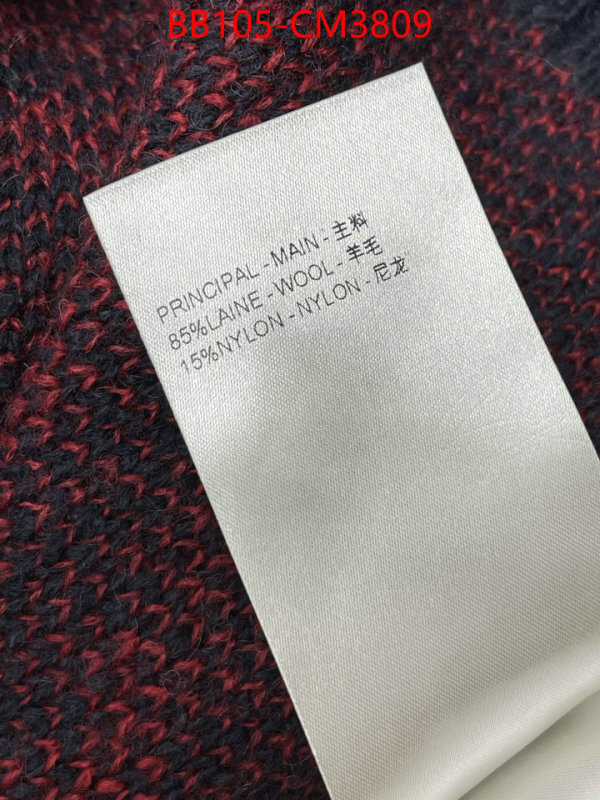 BB105-CM3809
PRINCIPAL - MAIN - 主料
85%LAINE - WOOL - 羊毛
15%NYLON - NYLON - 尼龙